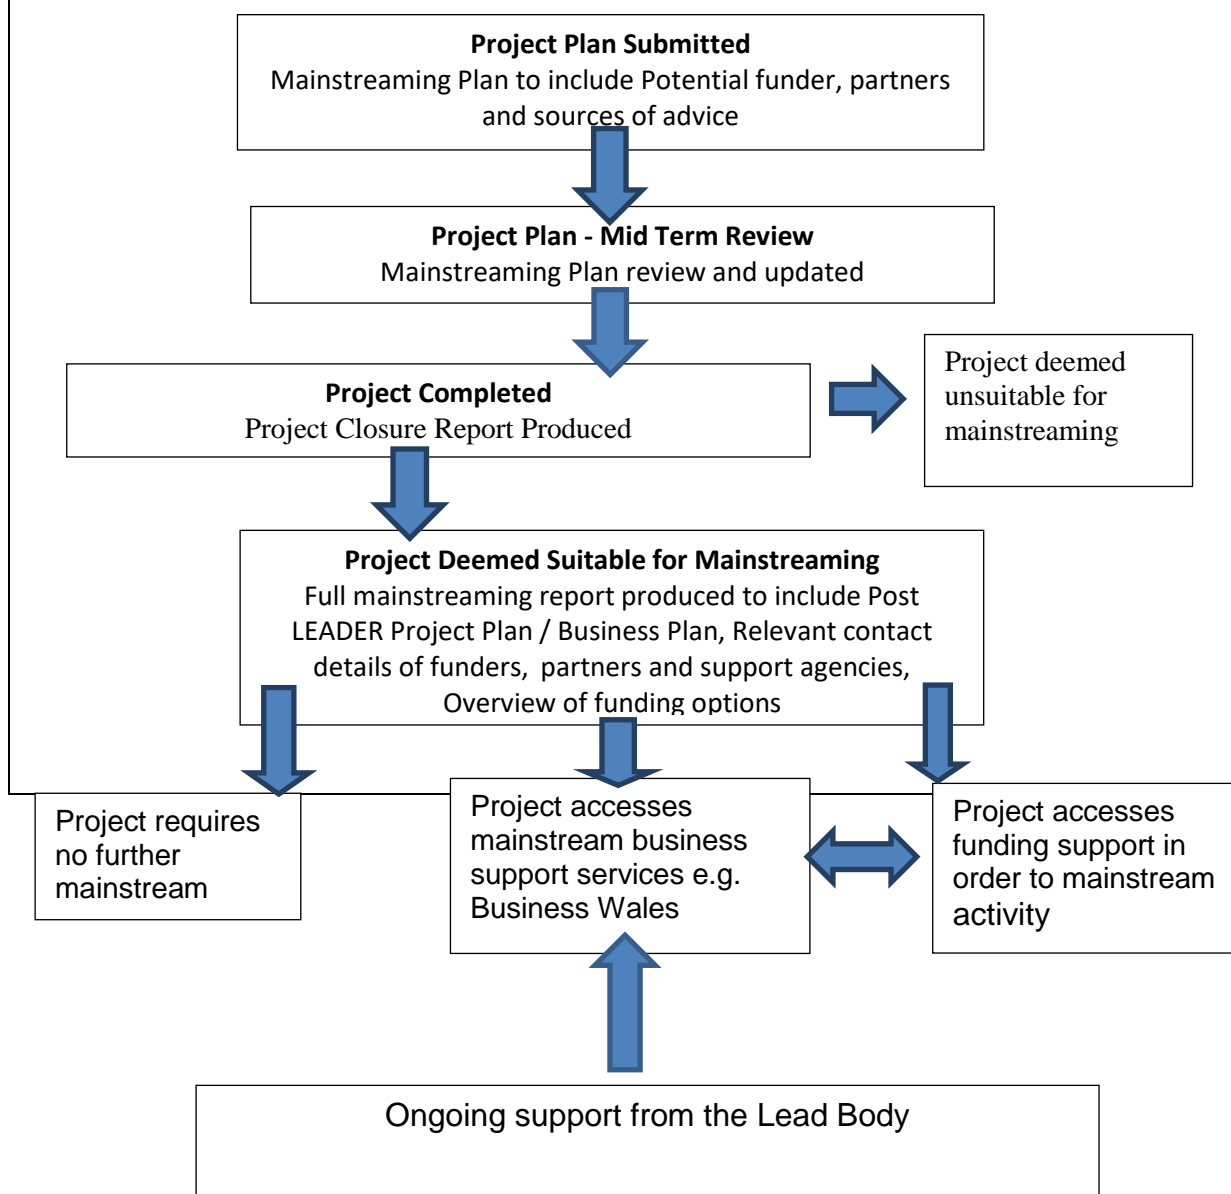 Project Plan Submitted
Mainstreaming Plan to include Potential funder, partners
and sources of advice
Project Plan - Mid Term Review
Mainstreaming Plan review and updated
Project Completed
Project Closure Report Produced
Project deemed
unsuitable for
mainstreaming
Project Deemed Suitable for Mainstreaming
Full mainstreaming report produced to include Post
LEADER Project Plan / Business Plan, Relevant contact
details of funders, partners and support agencies,
Overview of funding options
Project requires
no further
mainstream
Project accesses
mainstream business
support services e.g.
Business Wales
Project accesses
funding support in
order to mainstream
activity
Ongoing support from the Lead Body